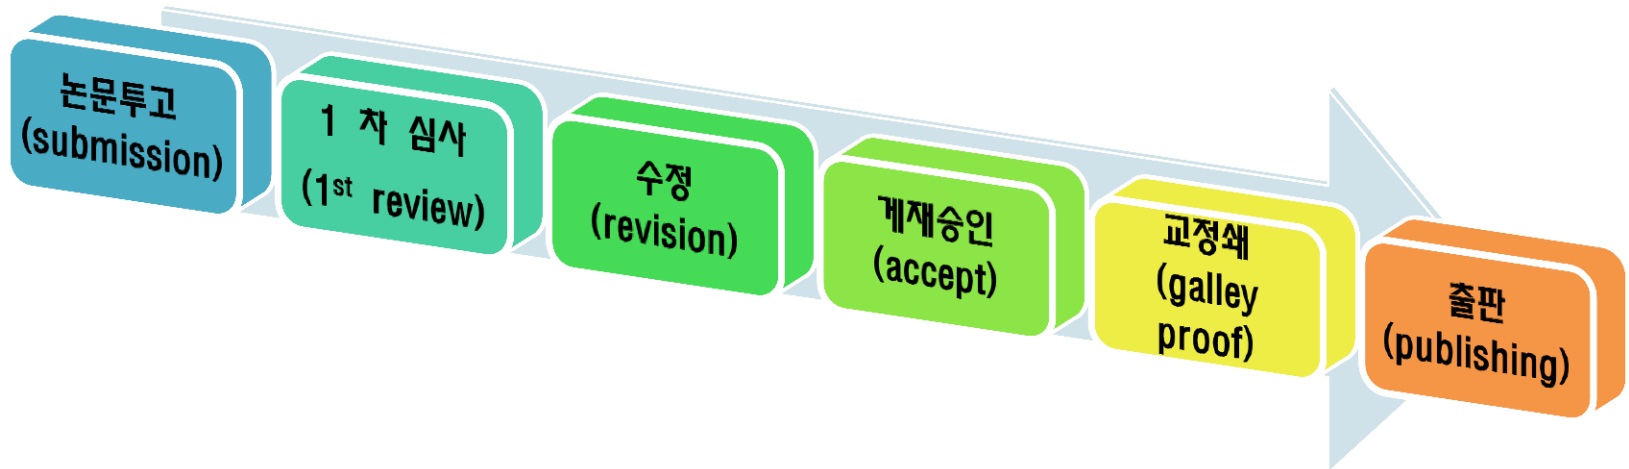 논문투고
(submission)
1 차 심사
(1st review)
수정
(revision)
게재승인
(accept)
교정쇄
(galley
proof)
출판
(publishing)